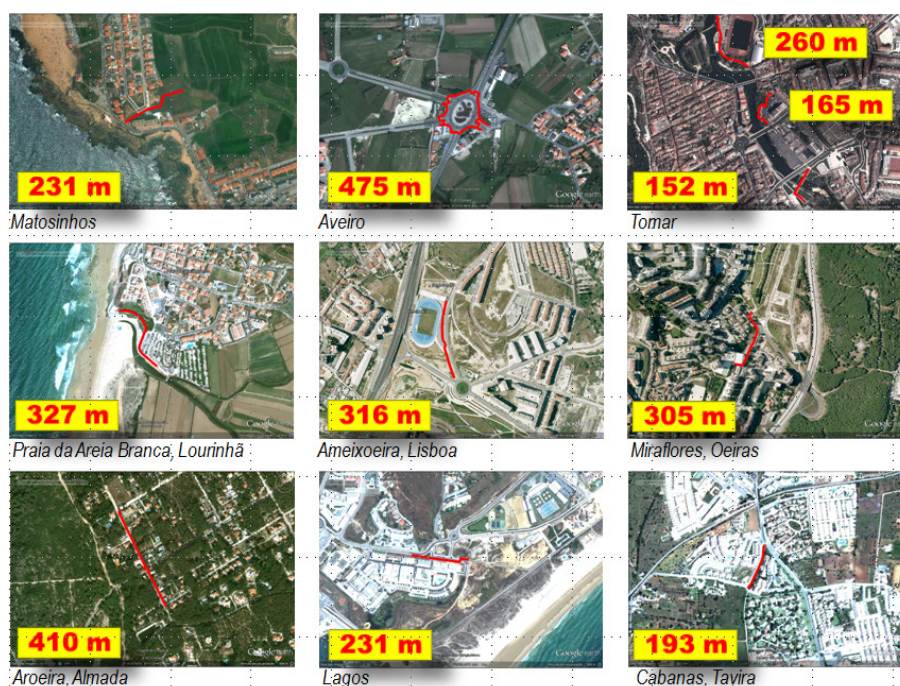 260 m
165 m
231 m
475 m
152 m
Matosinhos
Aveiro
Tomar
327 m
316 m
305 m
Praia da Areia Branca, Lourinhã
Ameixoeira, Lisboa
Miraflores, Oeiras
410 m
231 m
193 m
Aroeira, Almada
Lagos
Cabanas, Tavira